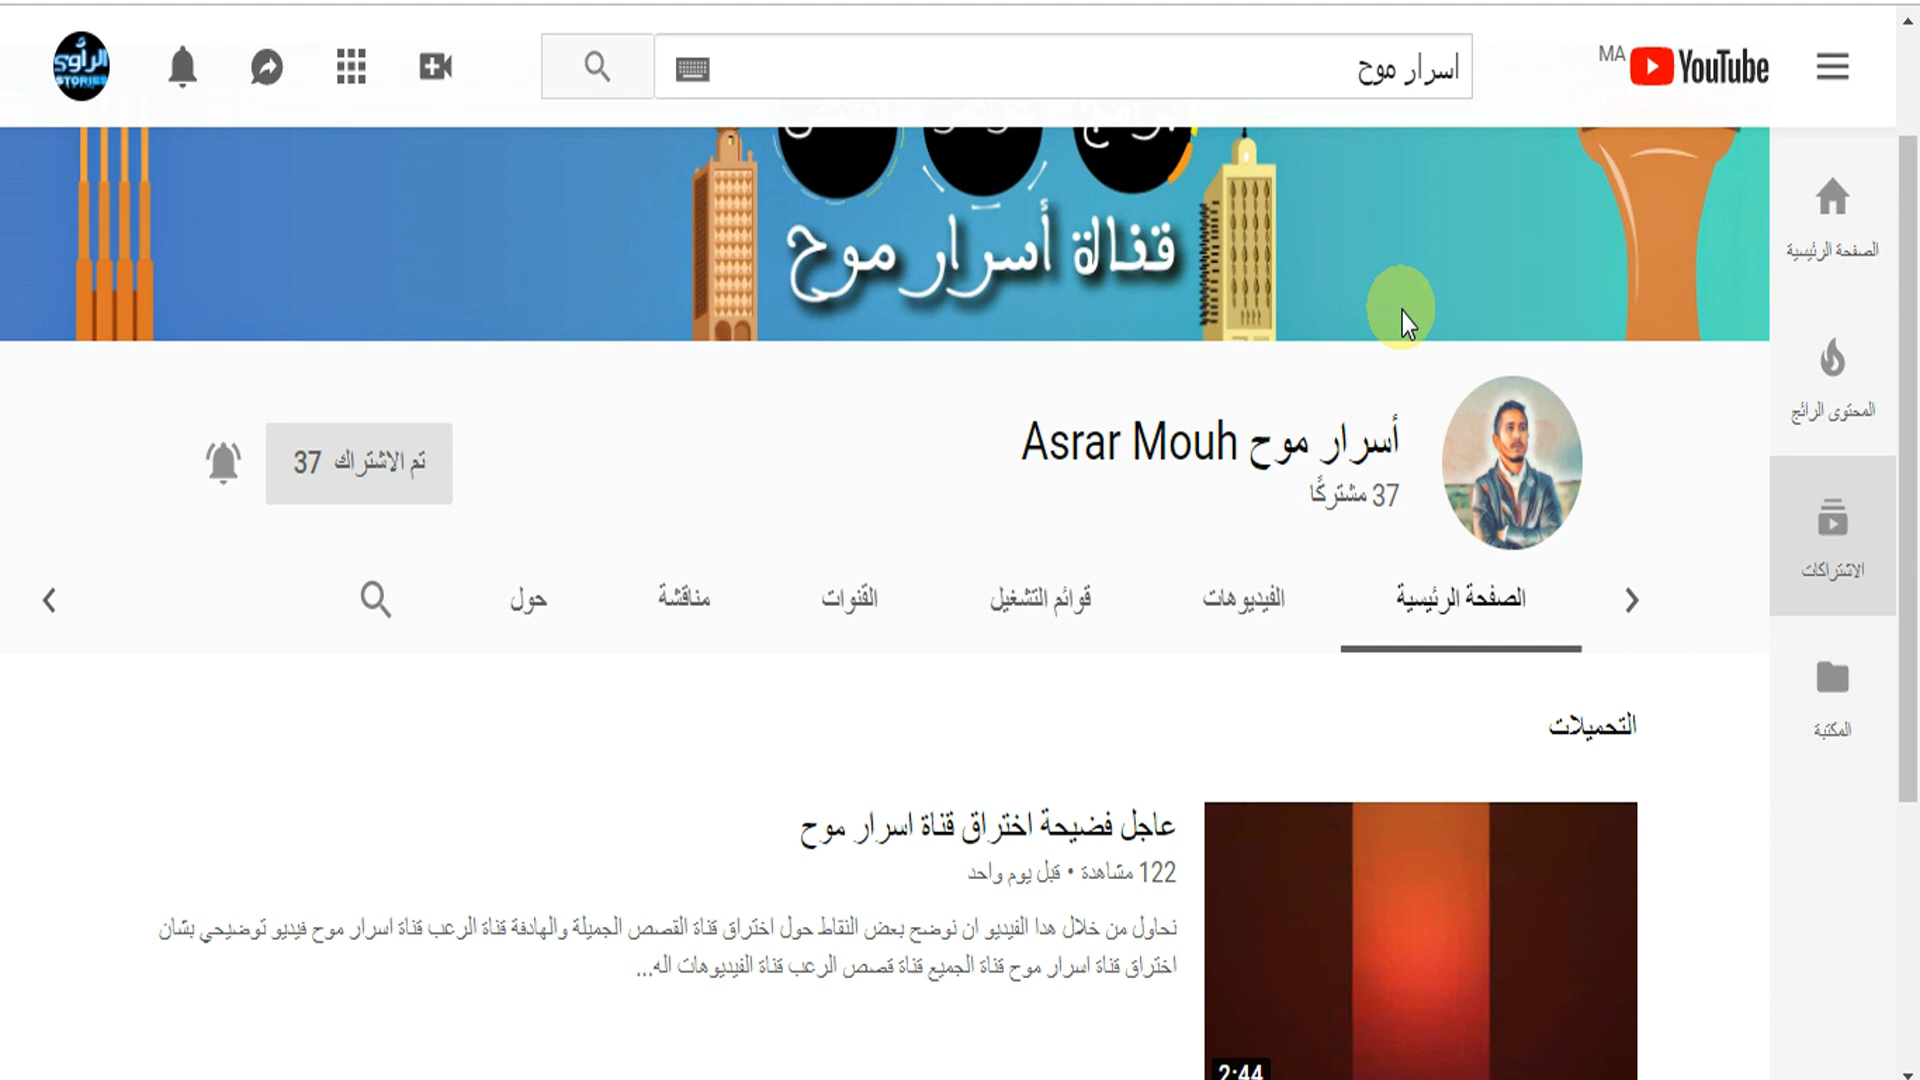 YouTube MA
اسرار موح
الراوي
STORIES
قناة أسرار موح
الصفحة الرئيسية
المحتوى الرائج
الاشتراكات
المكتبة
أسرار موح Asrar Mouh
37 مشتركًا
تم الاشتراك 37
الصفحة الرئيسية
الفيديوهات
قوائم التشغيل
القنوات
مناقشة
حول
التحميلات
عاجل فضيحة اختراق قناة اسرار موح
122 مشاهدة • قبل يوم واحد
نحاول من خلال هدا الفيديو ان نوضح بعض النقاط حول اختراق قناة القصص الجميلة والهادفة قناة الرعب قناة اسرار موح فيديو توضيحي بشان
اختراق قناة اسرار موح قناة الجميع قناة قصص الرعب قناة الفيديوهات اله...
2:44